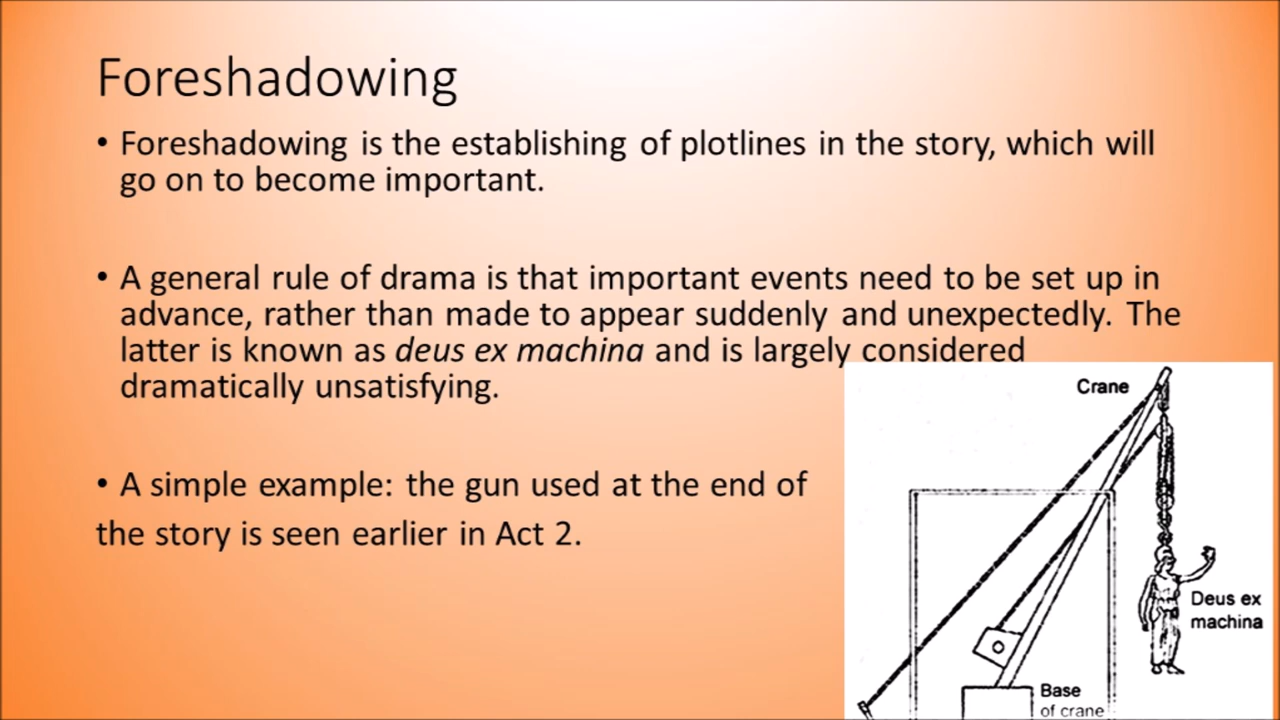 Foreshadowing
• Foreshadowing is the establishing of plotlines in the story, which will
go on to become important.
• A general rule of drama is that important events need to be set up in
advance, rather than made to appear suddenly and unexpectedly. The
latter is known as deus ex machina and is largely considered
dramatically unsatisfying.
• A simple example: the gun used at the end of
the story is seen earlier in Act 2.
Crane
Deus ex
machina
Base
of crane